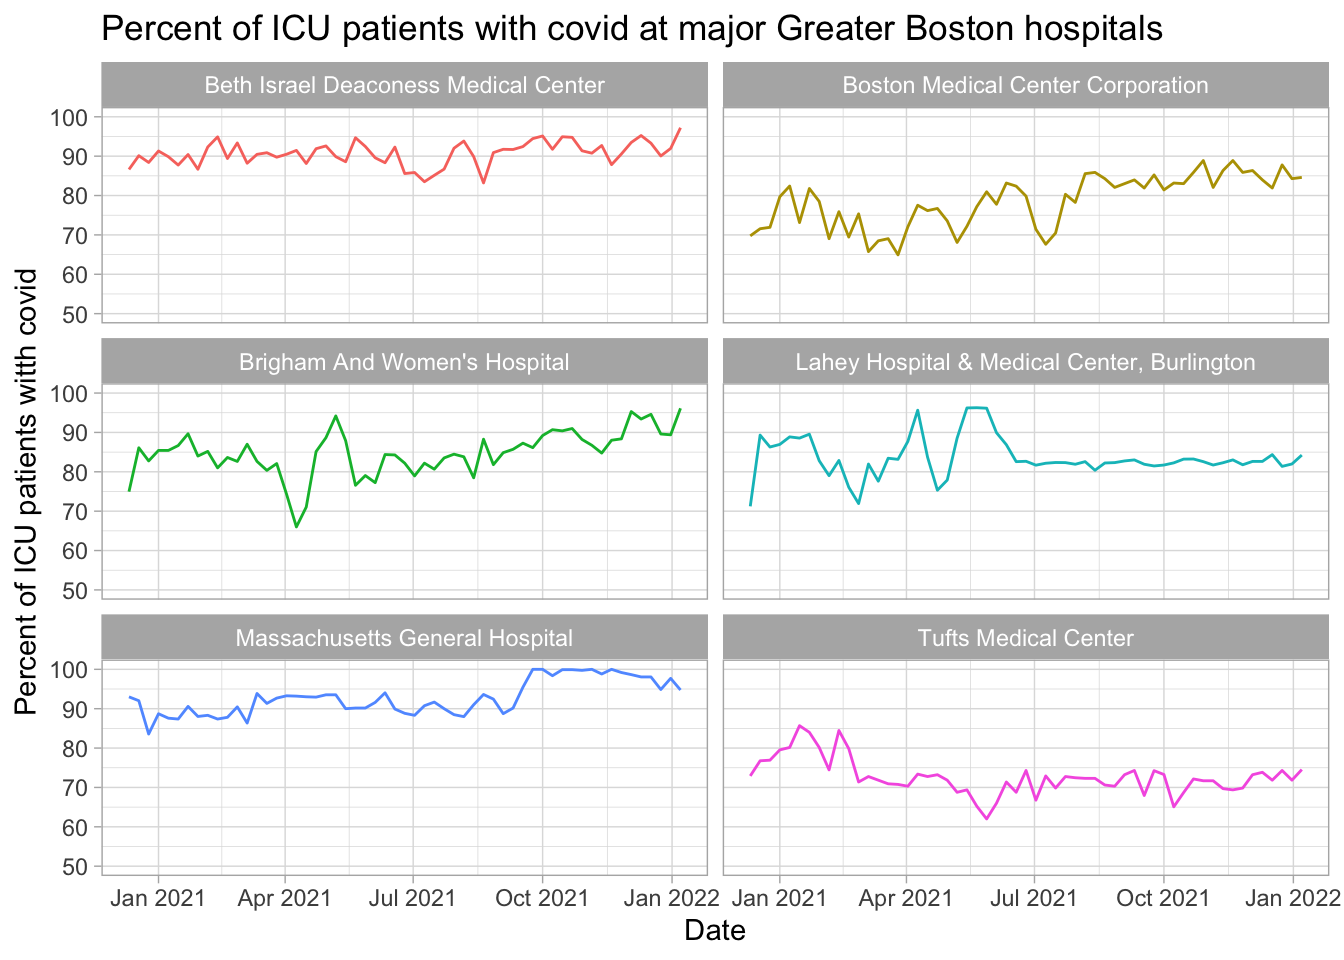 Percent of ICU patients with covid at major Greater Boston hospitals
Beth Israel Deaconess Medical Center
Boston Medical Center Corporation
100
90
80
70
60
50
Brigham And Women's Hospital
Lahey Hospital & Medical Center, Burlington
100
90
80
70
60
50
Massachusetts General Hospital
Tufts Medical Center
100
90
80
70
60
50
Percent of ICU patients witth covid
Jan 2021 Apr 2021 Jul 2021 Oct 2021 Jan 2022 Jan 2021 Apr 2021 Jul 2021 Oct 2021 Jan 2022
Date